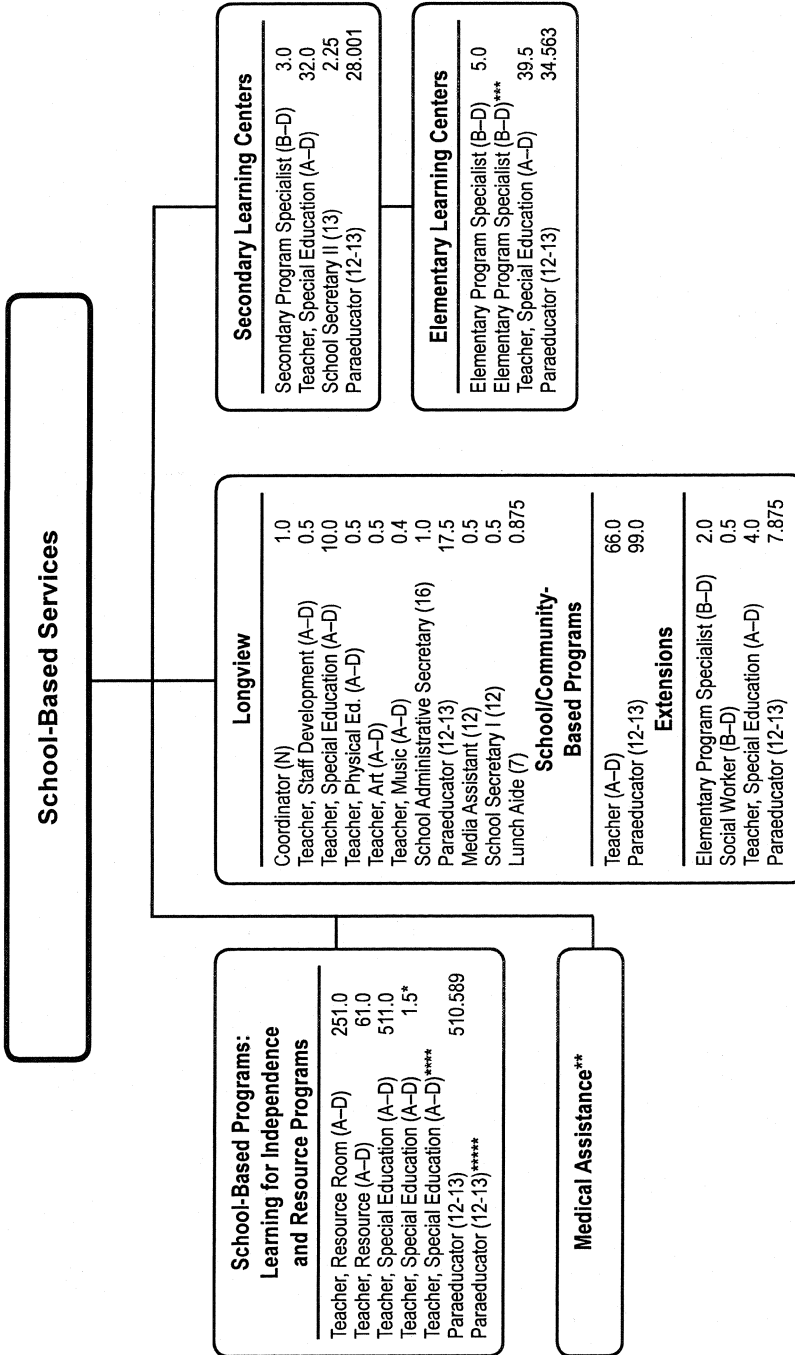 School-Based Services
School-Based Programs:
Learning for Independence
and Resource Programs
Teacher, Resource Room (A–D) 251.0
Teacher, Resource (A–D) 61.0
Teacher, Special Education (A–D) 511.0
Teacher, Special Education (A–D) 1.5*
Teacher, Special Education (A–D)****
Paraeducator (12-13) 510.589
Paraeducator (12-13)*****
Medical Assistance**
Longview
Coordinator (N) 1.0
Teacher, Staff Development (A–D) 0.5
Teacher, Special Education (A–D) 10.0
Teacher, Physical Ed. (A–D) 0.5
Teacher, Art (A–D) 0.5
Teacher, Music (A–D) 0.4
School Administrative Secretary (16) 1.0
Paraeducator (12-13) 17.5
Media Assistant (12) 0.5
School Secretary I (12) 0.5
Lunch Aide (7) 0.875
School/Community-
Based Programs
Teacher (A–D) 66.0
Paraeducator (12-13) 99.0
Extensions
Elementary Program Specialist (B–D) 2.0
Social Worker (B–D) 0.5
Teacher, Special Education (A–D) 4.0
Paraeducator (12-13) 7.875
Secondary Learning Centers
Secondary Program Specialist (B–D) 3.0
Teacher, Special Education (A–D) 32.0
School Secretary II (13) 2.25
Paraeducator (12-13) 28.001
Elementary Learning Centers
Elementary Program Specialist (B–D) 5.0
Elementary Program Specialist (B–D)***
Teacher, Special Education (A–D) 39.5
Paraeducator (12-13) 34.563